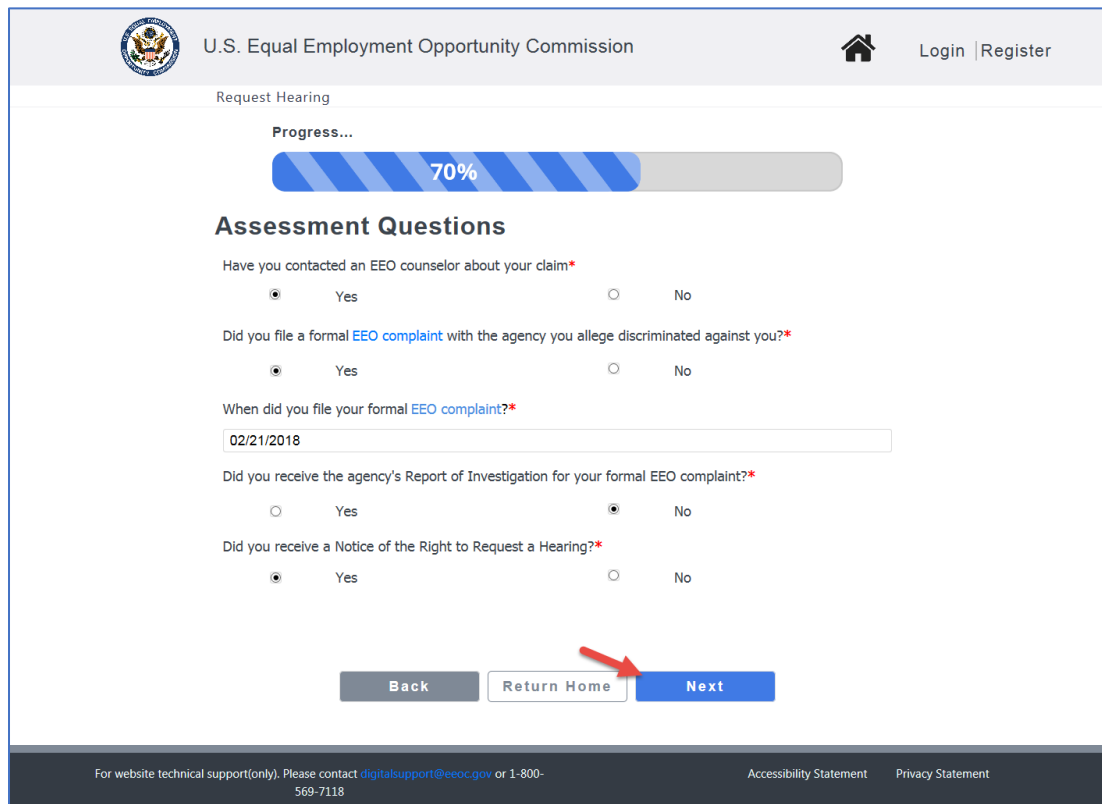 U.S. Equal Employment Opportunity Commission
Login | Register
Request Hearing
Progress...
70%
Assessment Questions
Have you contacted an EEO counselor about your claim*
Yes No
Did you file a formal EEO complaint with the agency you allege discriminated against you?*
Yes No
When did you file your formal EEO complaint?*
02/21/2018
Did you receive the agency's Report of Investigation for your formal EEO complaint?*
Yes No
Did you receive a Notice of the Right to Request a Hearing?*
Yes No
Back Return Home Next
For website technical support(only). Please contact digitalsupport@eeoc.gov or 1-800-
569-7118
Accessibility Statement Privacy Statement